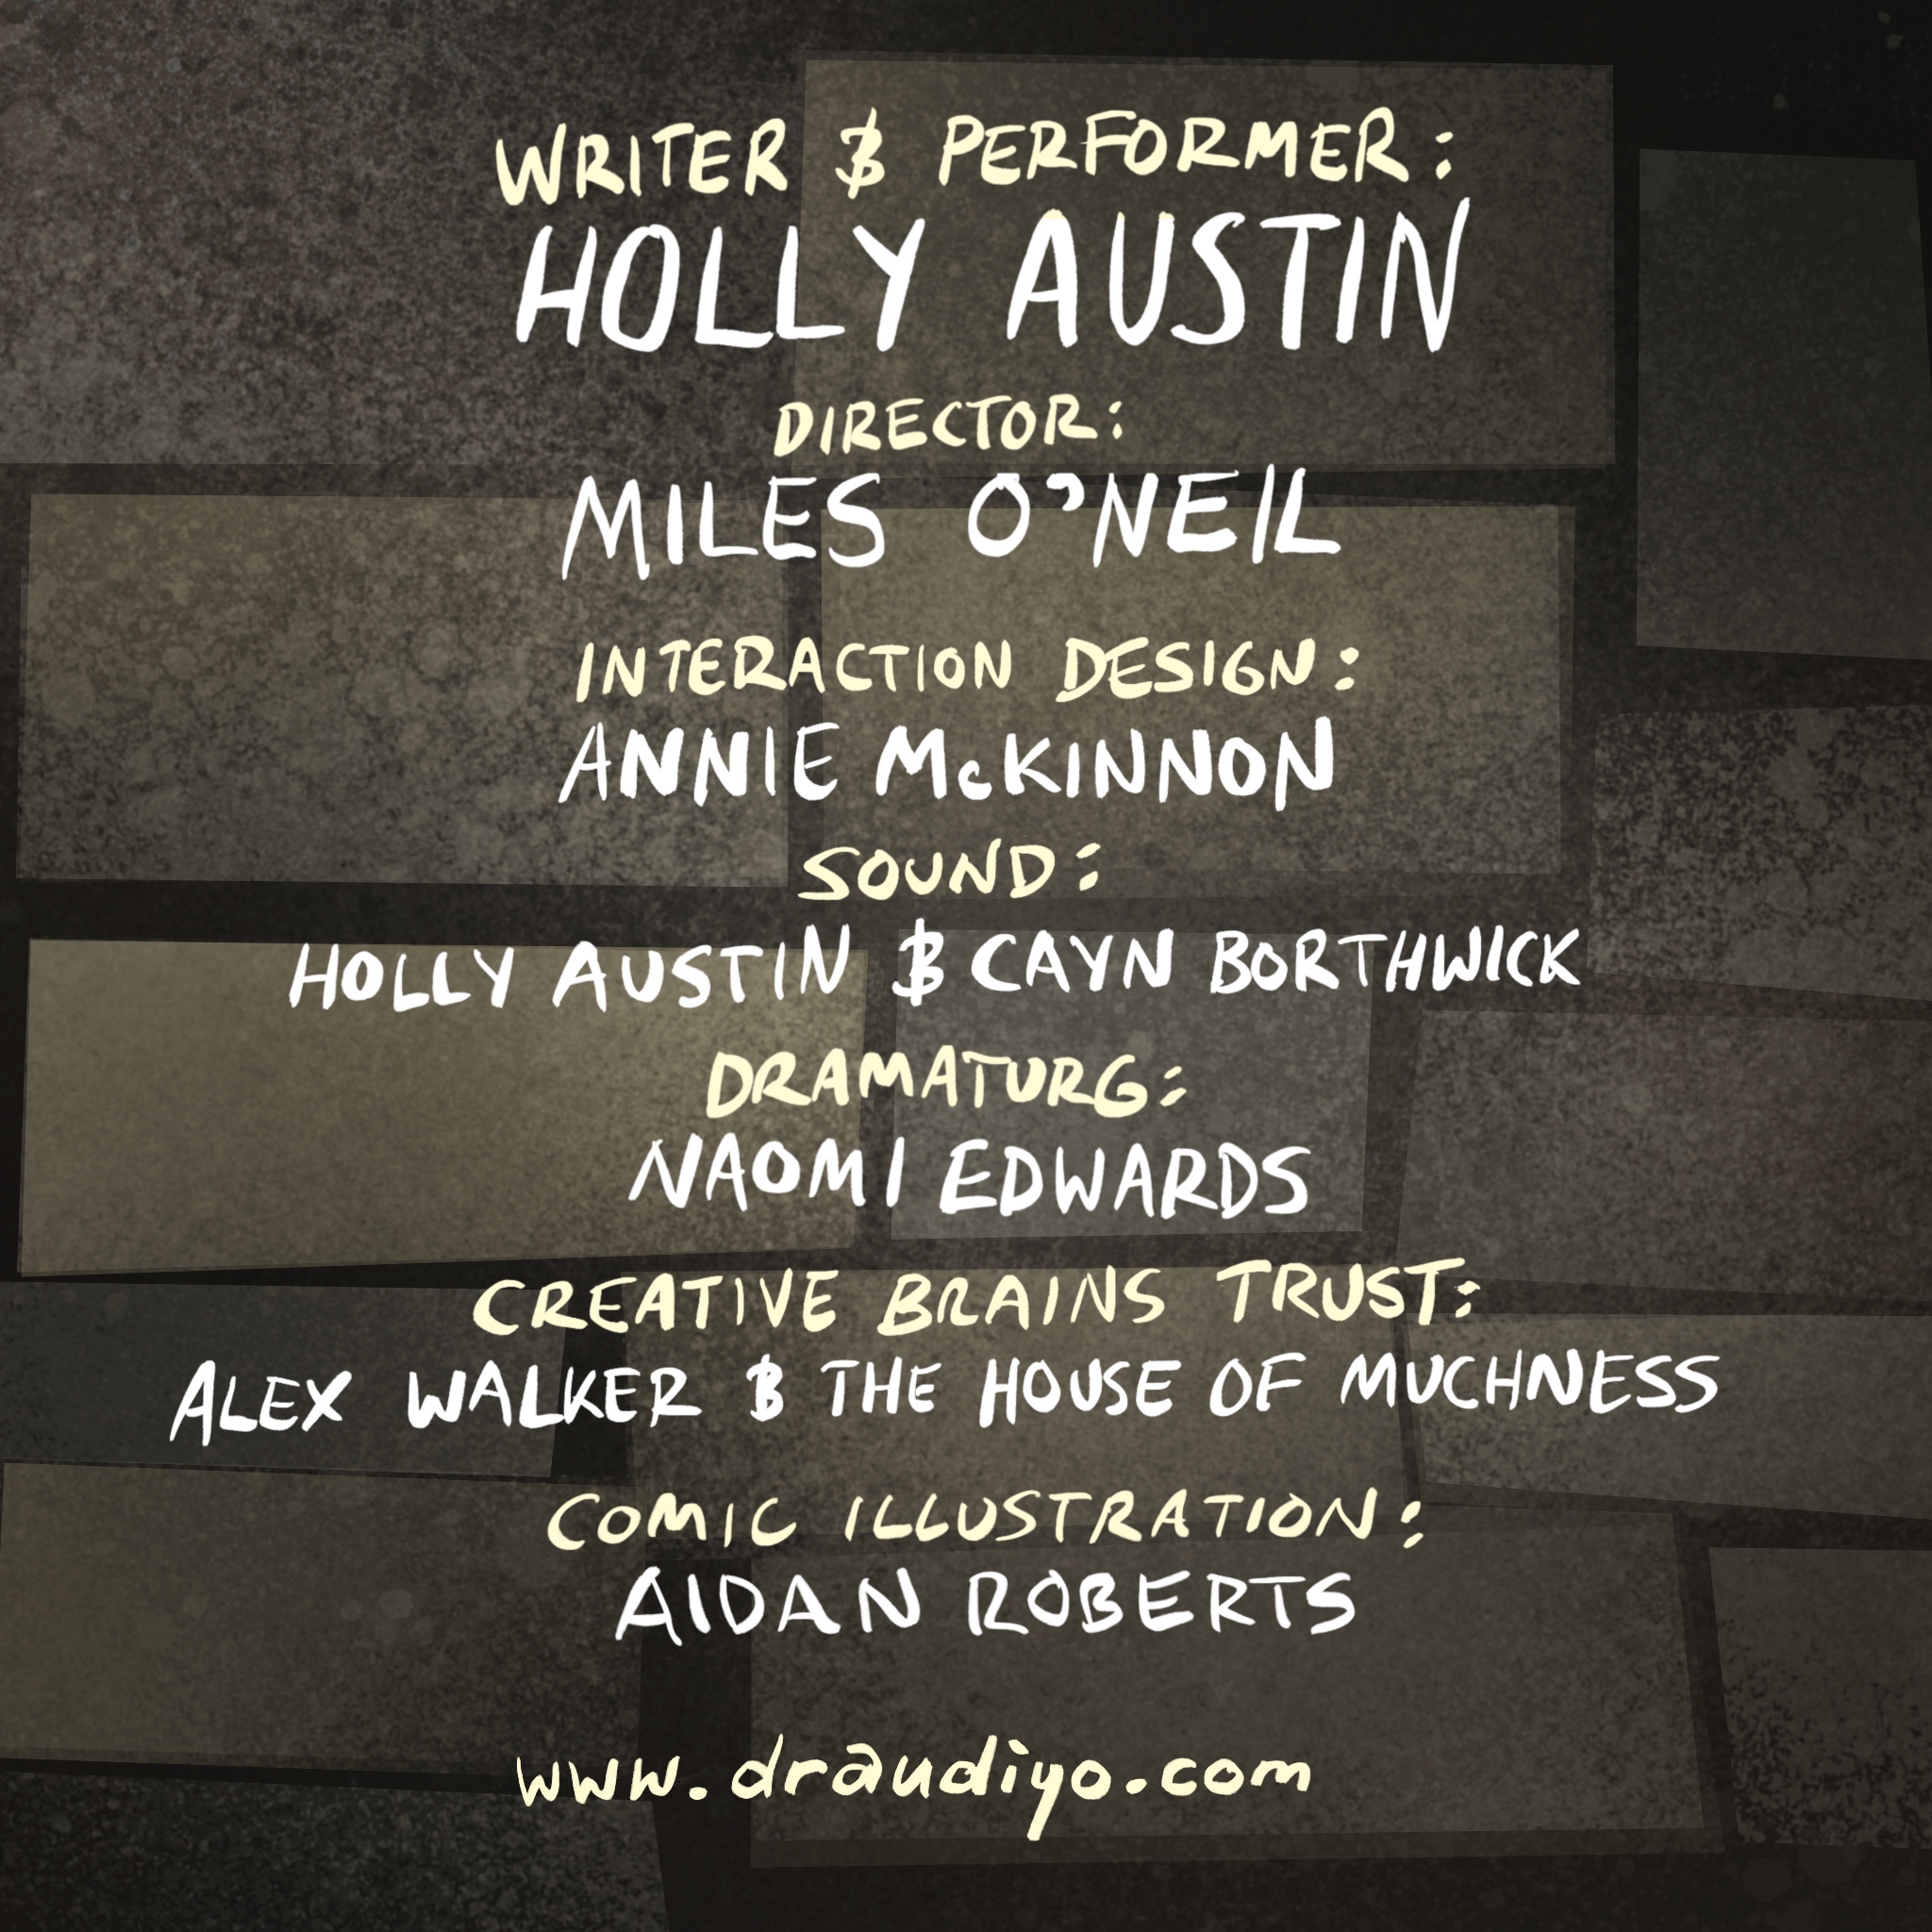 WRITER & PERFORMER:
HOLLY AUSTIN
DIRECTOR:
MILES O'NEIL
INTERACTION DESIGN:
ANNIE McKINNON
SOUND:
HOLLY AUSTIN & CAYN BORTHWICK
DRAMATURG:
NAOMI EDWARDS
CREATIVE BRAINS TRUST:
ALEX WALKER & THE HOUSE OF MUCHNESS
COMIC ILLUSTRATION:
AIDAN ROBERTS
www.draudiyo.com